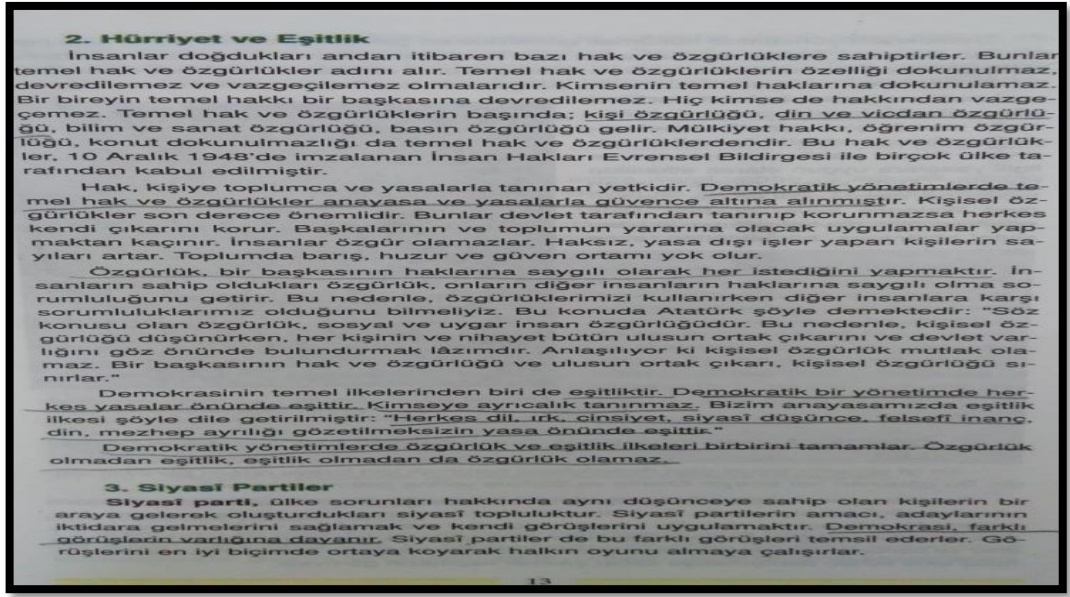 2. Hürriyet ve Eşitlik
İnsanlar doğdukları andan itibaren bazı hak ve özgürlüklere sahiptirler. Bunlar
temel hak ve özgürlükler adını alır. Temel hak ve özgürlüklerin özelliği dokunulmaz,
devredilemez ve vazgeçilemez olmalarıdır. Kimsenin temel haklarına dokunulamaz.
Bir bireyin temel hakkı bir başkasına devredilemez. Hiç kimse de hakkından vazge-
çemez. Temel hak ve özgürlüklerin başında; kişi özgürlüğü, din ve vicdan özgürlü-
ğü, bilim ve sanat özgürlüğü, basın özgürlüğü gelir. Mülkiyet hakkı, öğrenim özgür-
lüğü, konut dokunulmazlığı da temel hak ve özgürlüklerdendir. Bu hak ve özgürlük-
ler, 10 Aralık 1948'de imzalanan İnsan Hakları Evrensel Bildirgesi ile birçok ülke ta-
rafından kabul edilmiştir.
Hak, kişiye toplumca ve yasalarla tanınan yetkidir. Demokratik yönetimlerde te-
mel hak ve özgürlükler anayasa ve yasalarla güvence altına alınmıştır. Kişisel öz-
gürlükler son derece önemlidir. Bunlar devlet tarafından tanınıp korunmazsa herkes
kendi çıkarını korur. Başkalarının ve toplumun yararına olacak uygulamalar yap-
maktan kaçınır. İnsanlar özgür olamazlar. Haksız, yasa dışı işler yapan kişilerin sa-
yıları artar. Toplumda barış, huzur ve güven ortamı yok olur.
Özgürlük, bir başkasının haklarına saygılı olarak her istediğini yapmaktır. İn-
sanların sahip oldukları özgürlük, onların diğer insanların haklarına saygılı olma so-
rumluluğunu getirir. Bu nedenle, özgürlüklerimizi kullanırken diğer insanlara karşı
sorumluluklarımız olduğunu bilmeliyiz. Bu konuda Atatürk şöyle demektedir: "Söz
konusu olan özgürlük, sosyal ve uygar insan özgürlüğüdür. Bu nedenle, kişisel öz-
gürlüğü düşünürken, her kişinin ve nihayet bütün ulusun ortak çıkarını ve devlet var-
lığını göz önünde bulundurmak lâzımdır. Anlaşılıyor ki kişisel özgürlük mutlak ola-
maz. Bir başkasının hak ve özgürlüğü ve ulusun ortak çıkarı, kişisel özgürlüğü sı-
nırlar."
Demokrasinin temel ilkelerinden biri de eşitliktir. Demokratik bir yönetimde her-
kes yasalar önünde eşittir. Kimseye ayrıcalık tanınmaz. Bizim anayasamızda eşitlik
ilkesi şöyle dile getirilmiştir: "Herkes dil, ırk, cinsiyet, siyasî düşünce, felsefî inanç,
din, mezhep ayrılığı gözetilmeksizin yasa önünde eşittir."
Demokratik yönetimlerde özgürlük ve eşitlik ilkeleri birbirini tamamlar. Özgürlük
olmadan eşitlik, eşitlik olmadan da özgürlük olamaz.
3. Siyasî Partiler
Siyasî parti, ülke sorunları hakkında aynı düşünceye sahip olan kişilerin bir
araya gelerek oluşturdukları siyasî topluluktur. Siyasî partilerin amacı, adaylarının
iktidara gelmelerini sağlamak ve kendi görüşlerini uygulamaktır. Demokrasi, farklı
görüşlerin varlığına dayanır. Siyasî partiler de bu farklı görüşleri temsil ederler. Gö-
rüşlerini en iyi biçimde ortaya koyarak halkın oyunu almaya çalışırlar.
13